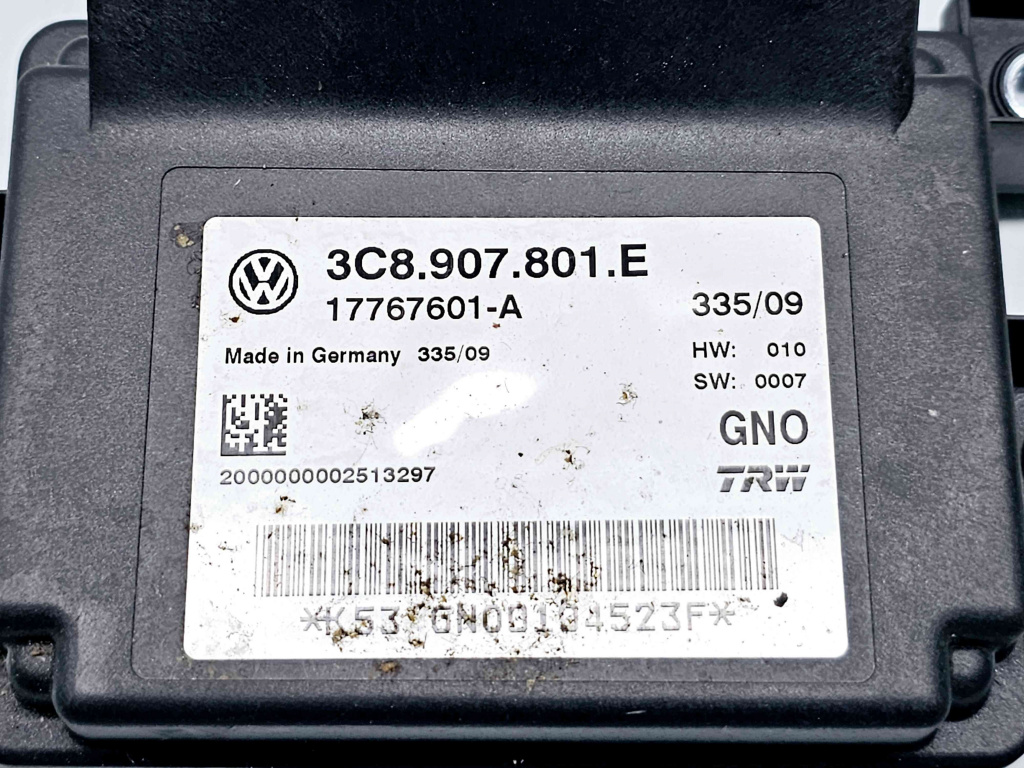 3C8.907.801.E
17767601-A
335/09
Made in Germany 335/09
HW: 010
SW: 0007
GNO
TRW
2000000002513297